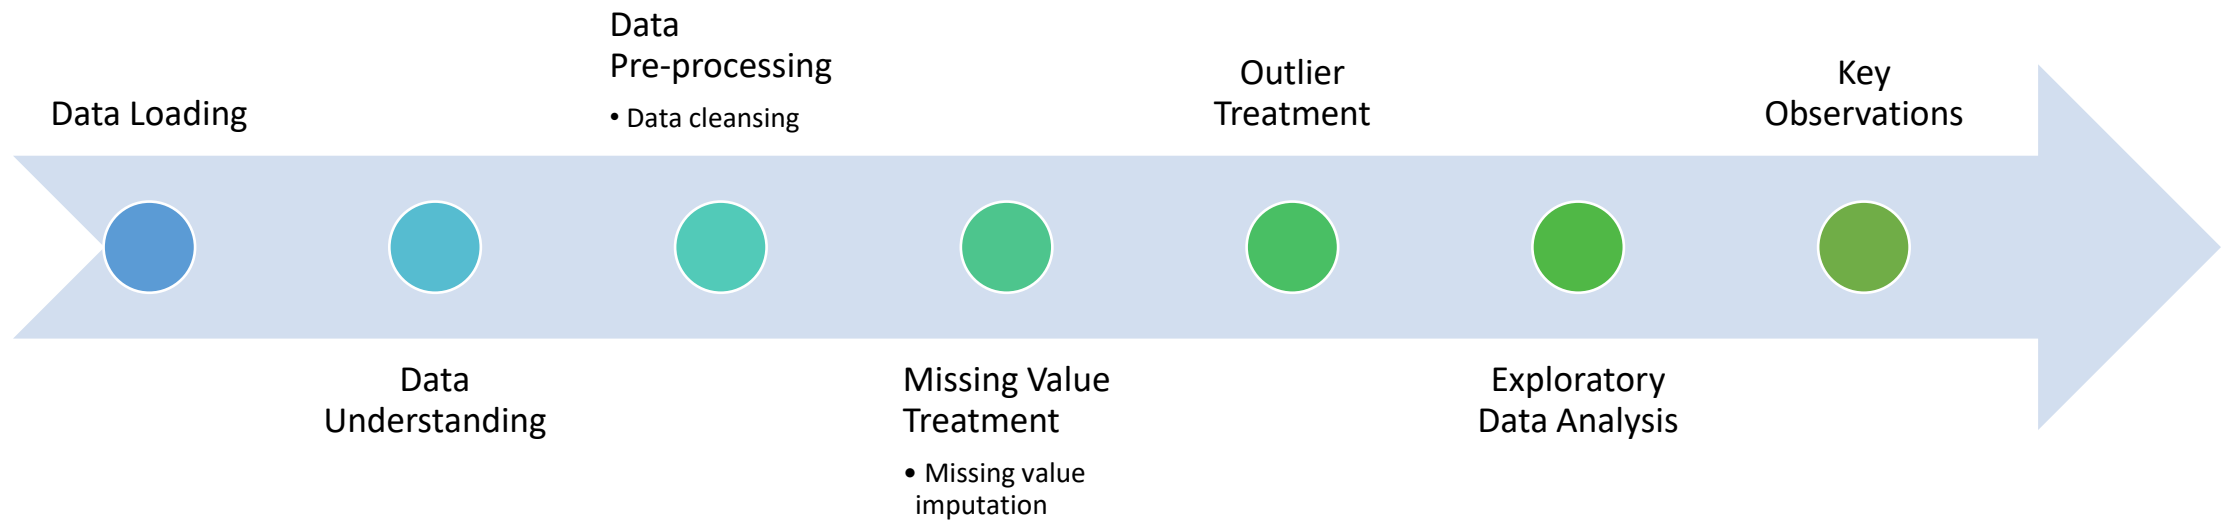 Data Loading
Data
Understanding
Data
Pre-processing
• Data cleansing
Missing Value
Treatment
• Missing value
imputation
Outlier
Treatment
Exploratory
Data Analysis
Key
Observations